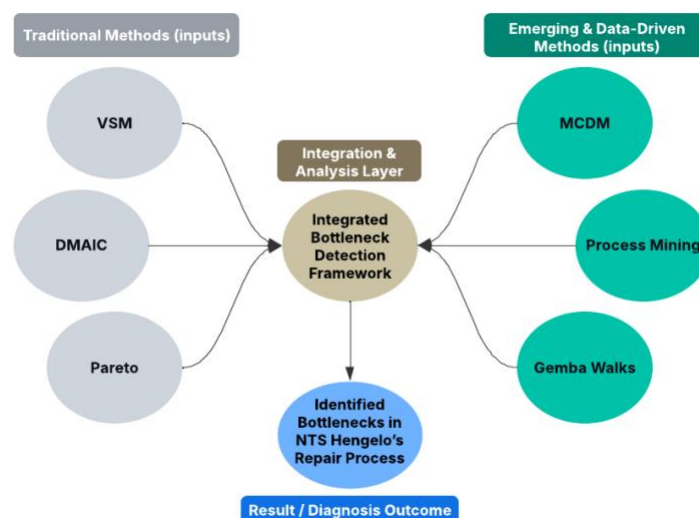 Traditional Methods (inputs)
Emerging & Data-Driven
Methods (inputs)
VSM
MCDM
Integration &
Analysis Layer
DMAIC
Integrated
Bottleneck
Detection
Framework
Process Mining
Pareto
Gemba Walks
Identified
Bottlenecks in
NTS Hengelo's
Repair Process
Result / Diagnosis Outcome